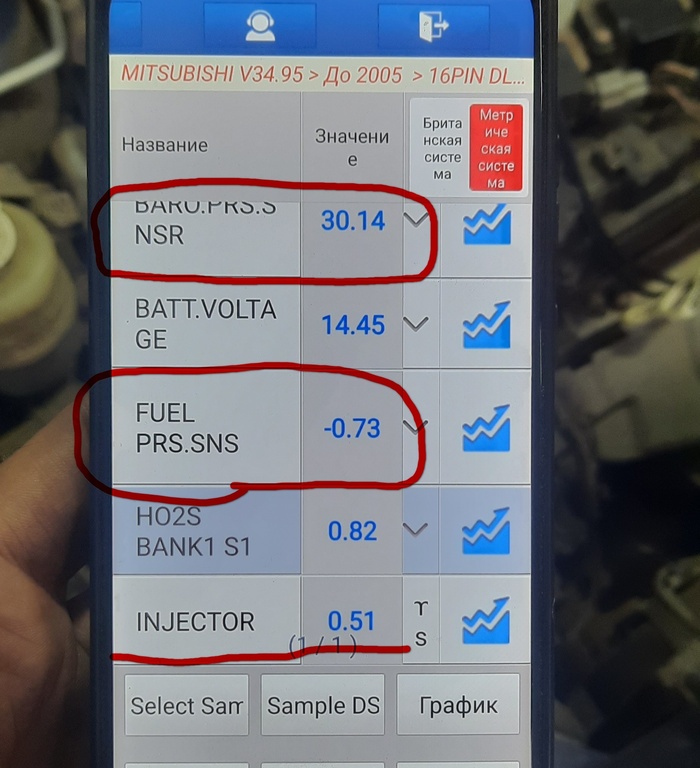 MITSUBISHI V34.95 > До 2005 > 16PIN DL...
Название
Значени
е
Брита
нская
систе
ма
Метр
иче
ская
систе
ма
BARO.PRS.S
NSR
30.14
BATT.VOLTA
GE
14.45
FUEL
PRS.SNS
-0.73
HO2S
BANK1 S1
0.82
INJECTOR
0.51
S
(1/1)
Select Sam
Sample DS
График